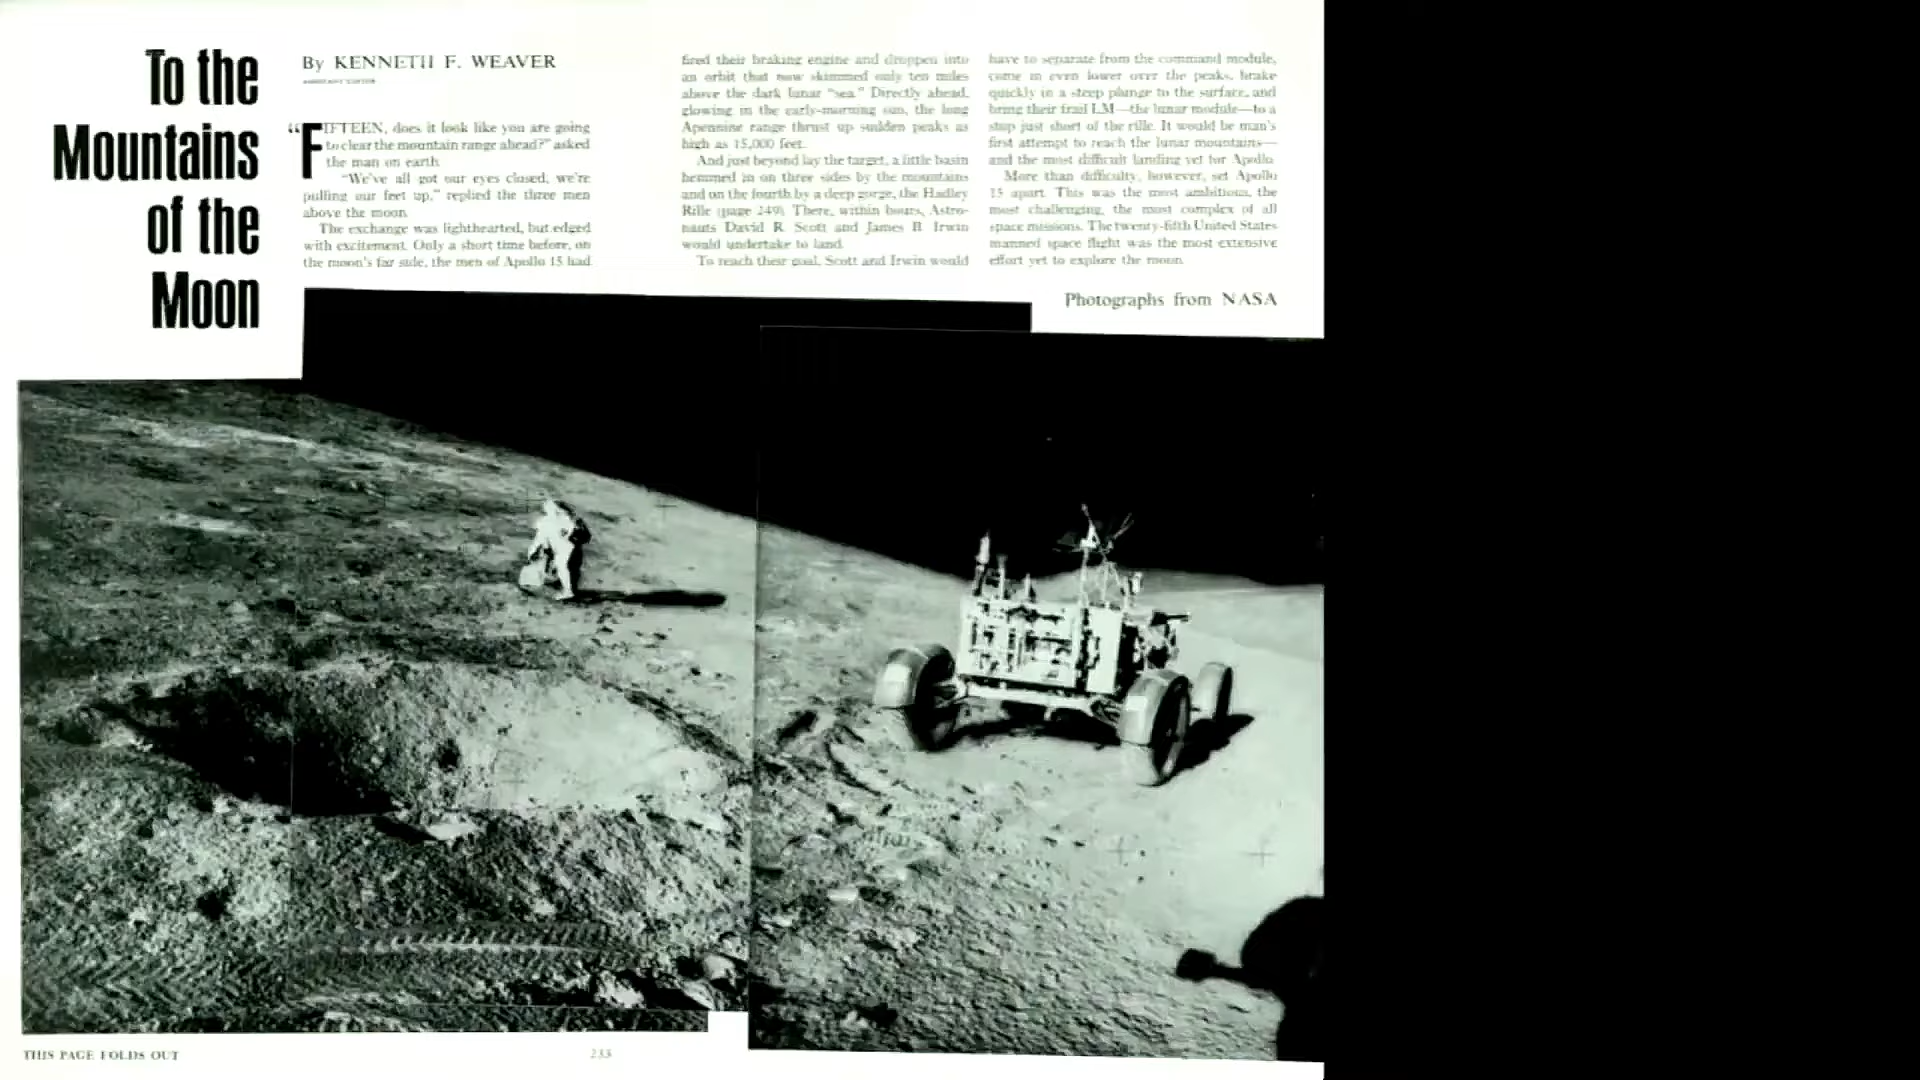 To the
Mountains
of the
Moon
By KENNETH F. WEAVER
ASSISTANT EDITOR
“FIFTEEN, does it look like you are going
to clear the mountain range ahead?” asked
the man on earth.
“We’ve all got our eyes closed, we’re
pulling our feet up,” replied the three men
above the moon.
The exchange was lighthearted, but edged
with excitement. Only a short time before, on
the moon’s far side, the men of Apollo 15 had
fired their braking engine and dropped into
an orbit that now skimmed only ten miles
above the dark lunar “sea.” Directly ahead,
glowing in the early-morning sun, the long
Apennine range thrust up sudden peaks as
high as 15,000 feet.
And just beyond lay the target, a little basin
hemmed in on three sides by the mountains
and on the fourth by a deep gorge, the Hadley
Rille (page 249). There, within hours, Astro-
nauts David R. Scott and James B. Irwin
would undertake to land.
To reach their goal, Scott and Irwin would
have to separate from the command module,
come in even lower over the peaks, brake
quickly in a steep plunge to the surface, and
bring their frail LM—the lunar module—to a
stop just short of the rille. It would be man’s
first attempt to reach the lunar mountains—
and the most difficult landing yet for Apollo.
More than difficulty, however, set Apollo
15 apart. This was the most ambitious, the
most challenging, the most complex of all
space missions. The twenty-fifth United States
manned space flight was the most extensive
effort yet to explore the moon.
Photographs from NASA
THIS PAGE FOLDS OUT
233